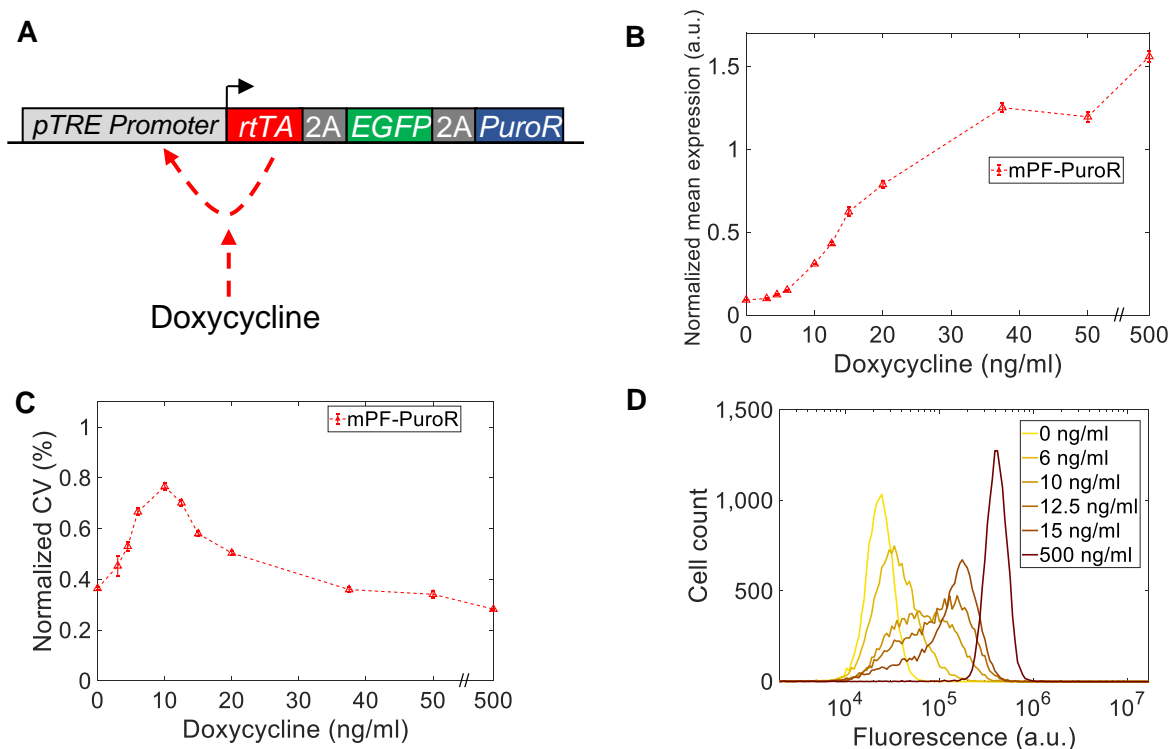 A
pTRE Promoter rtTA 2A EGFP 2A PuroR
Doxycycline
B
Normalized mean expression (a.u.)
1.5
1
0.5
0
mPF-PuroR
0 10 20 30 40 50 500
Doxycycline (ng/ml)
C
Normalized CV (%)
1
0.8
0.6
0.4
0.2
0
mPF-PuroR
0 10 20 30 40 50 500
Doxycycline (ng/ml)
D
Cell count
1,500
1,000
500
0
0 ng/ml
6 ng/ml
10 ng/ml
12.5 ng/ml
15 ng/ml
500 ng/ml
10⁴ 10⁵ 10⁶ 10⁷
Fluorescence (a.u.)